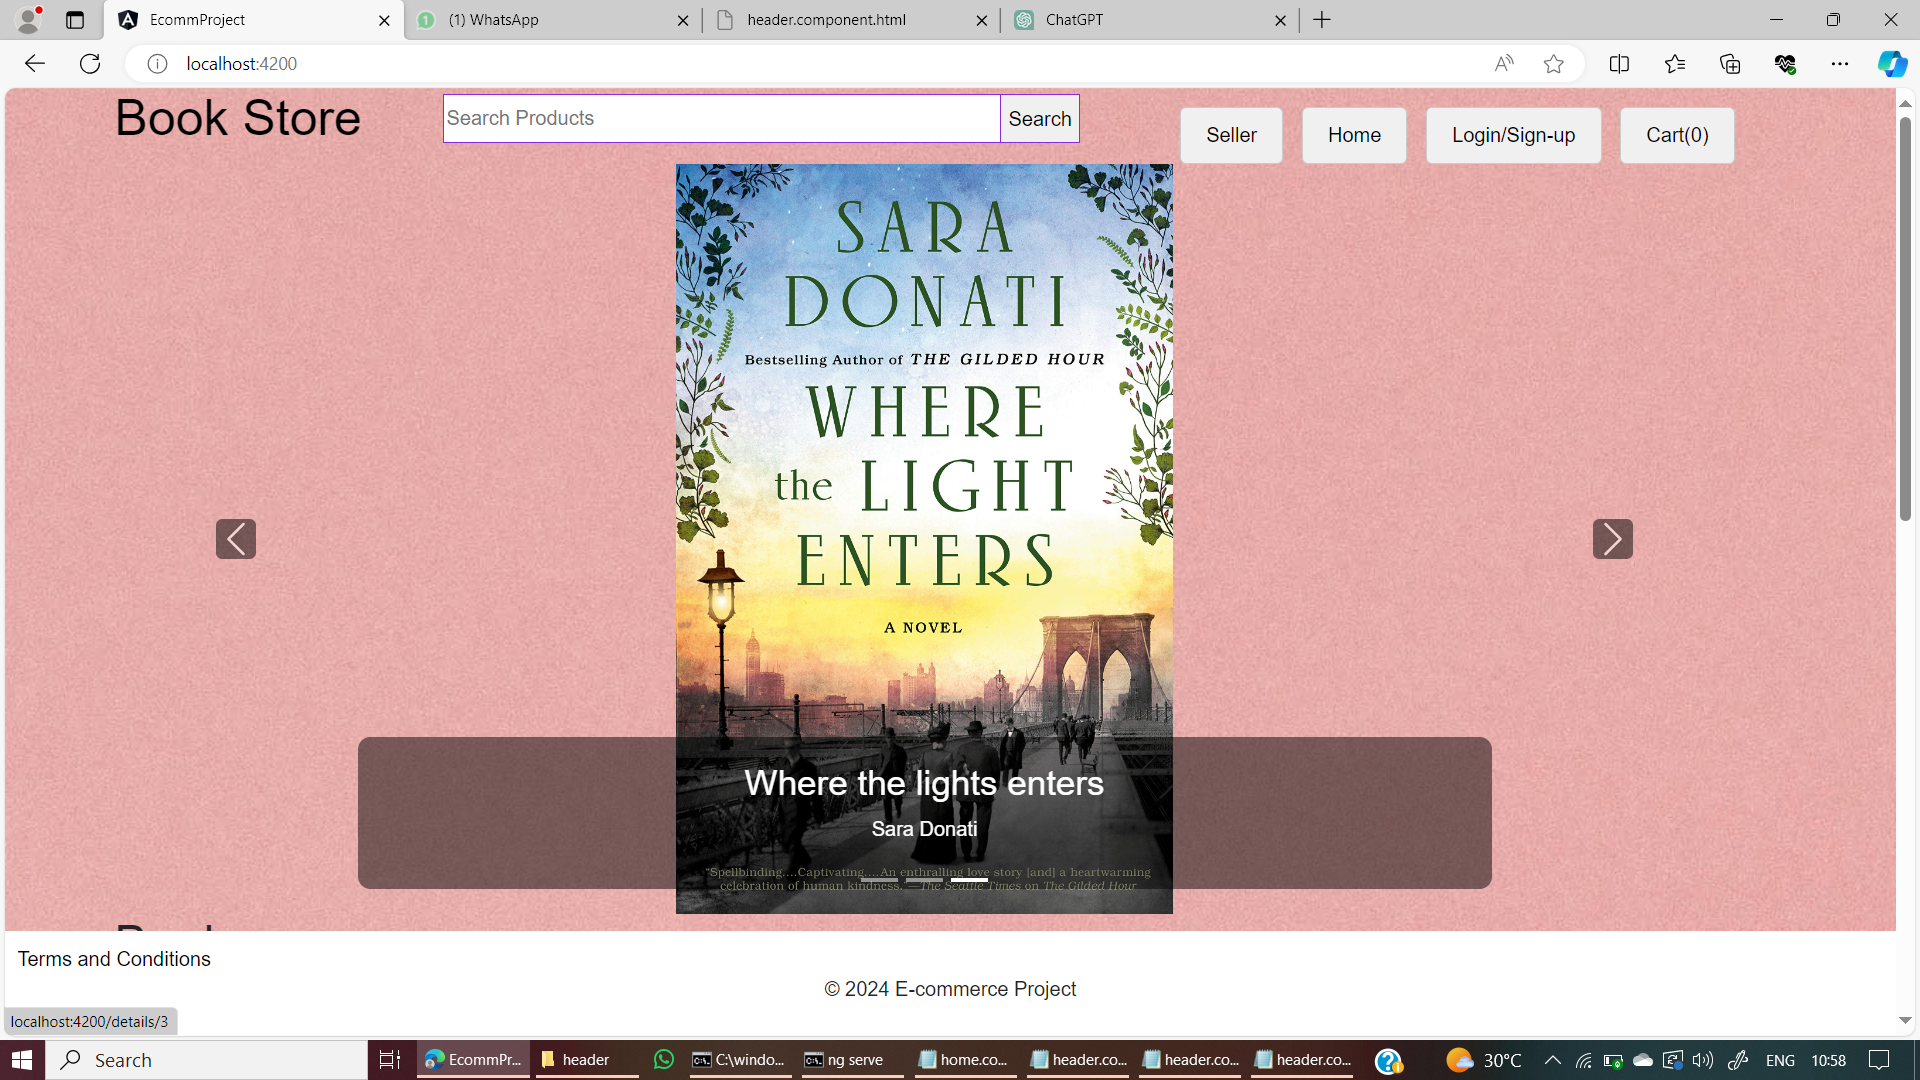 EcommProject
(1) WhatsApp
header.component.html
ChatGPT
localhost:4200
Book Store
Search Products
Search
Seller
Home
Login/Sign-up
Cart(0)
SARA
DONATI
Bestselling Author of THE GILDED HOUR
WHERE
the LIGHT
ENTERS
A NOVEL
Where the lights enters
Sara Donati
"Spellbinding....Captivating....An enthralling love story [and] a heartwarming
celebration of human kindness." —The Seattle Times on The Gilded Hour
Terms and Conditions
© 2024 E-commerce Project
localhost:4200/details/3
Search
EcommPr...
header
C:\windo...
ng serve
home.co...
header.co...
header.co...
header.co...
30°C
ENG
10:58